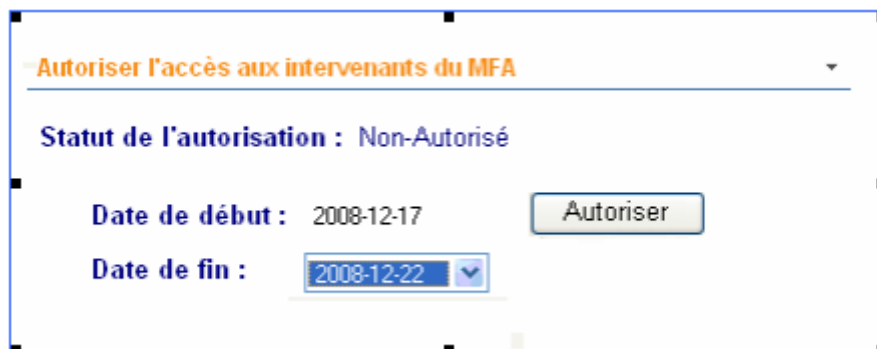 Autoriser l'accès aux intervenants du MFA
Statut de l'autorisation : Non-Autorisé
Date de début : 2008-12-17 Autoriser
Date de fin : 2008-12-22